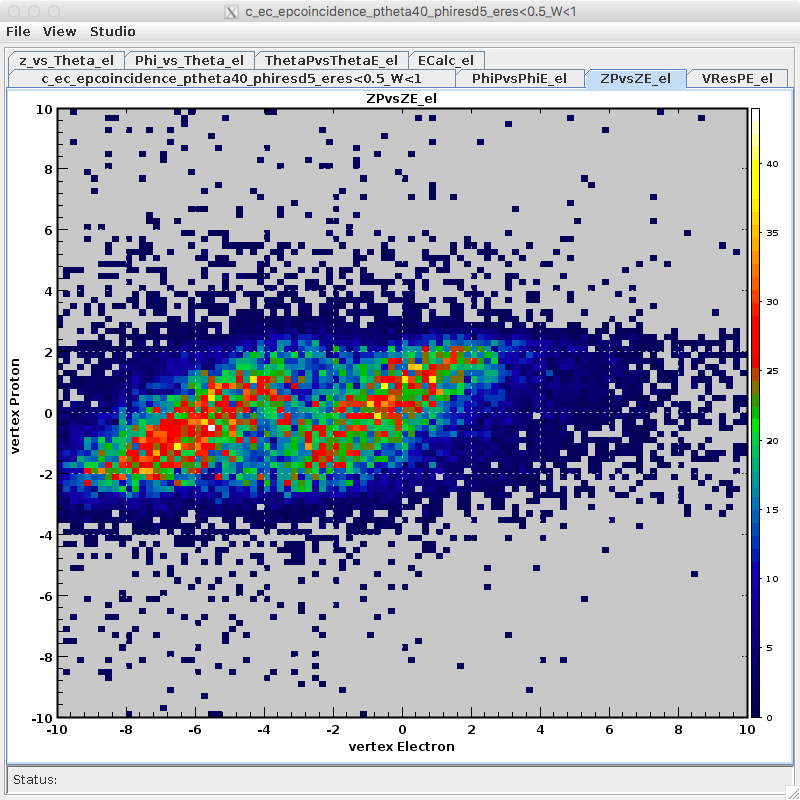 c_ec_epcoincidence_ptheta40_phiresd5_eres<0.5_W<1
File View Studio
z_vs_Theta_el Phi_vs_Theta_el ThetaPvsThetaE_el ECalc_el
c_ec_epcoincidence_ptheta40_phiresd5_eres<0.5_W<1 PhiPvsPhiE_el ZPvsZE_el VResPE_el
ZPvsZE_el
10
8
6
4
2
0
-2
-4
-6
-8
-10
vertex Proton
-10 -8 -6 -4 -2 0 2 4 6 8 10
vertex Electron
40
35
30
25
20
15
10
5
0
Status: